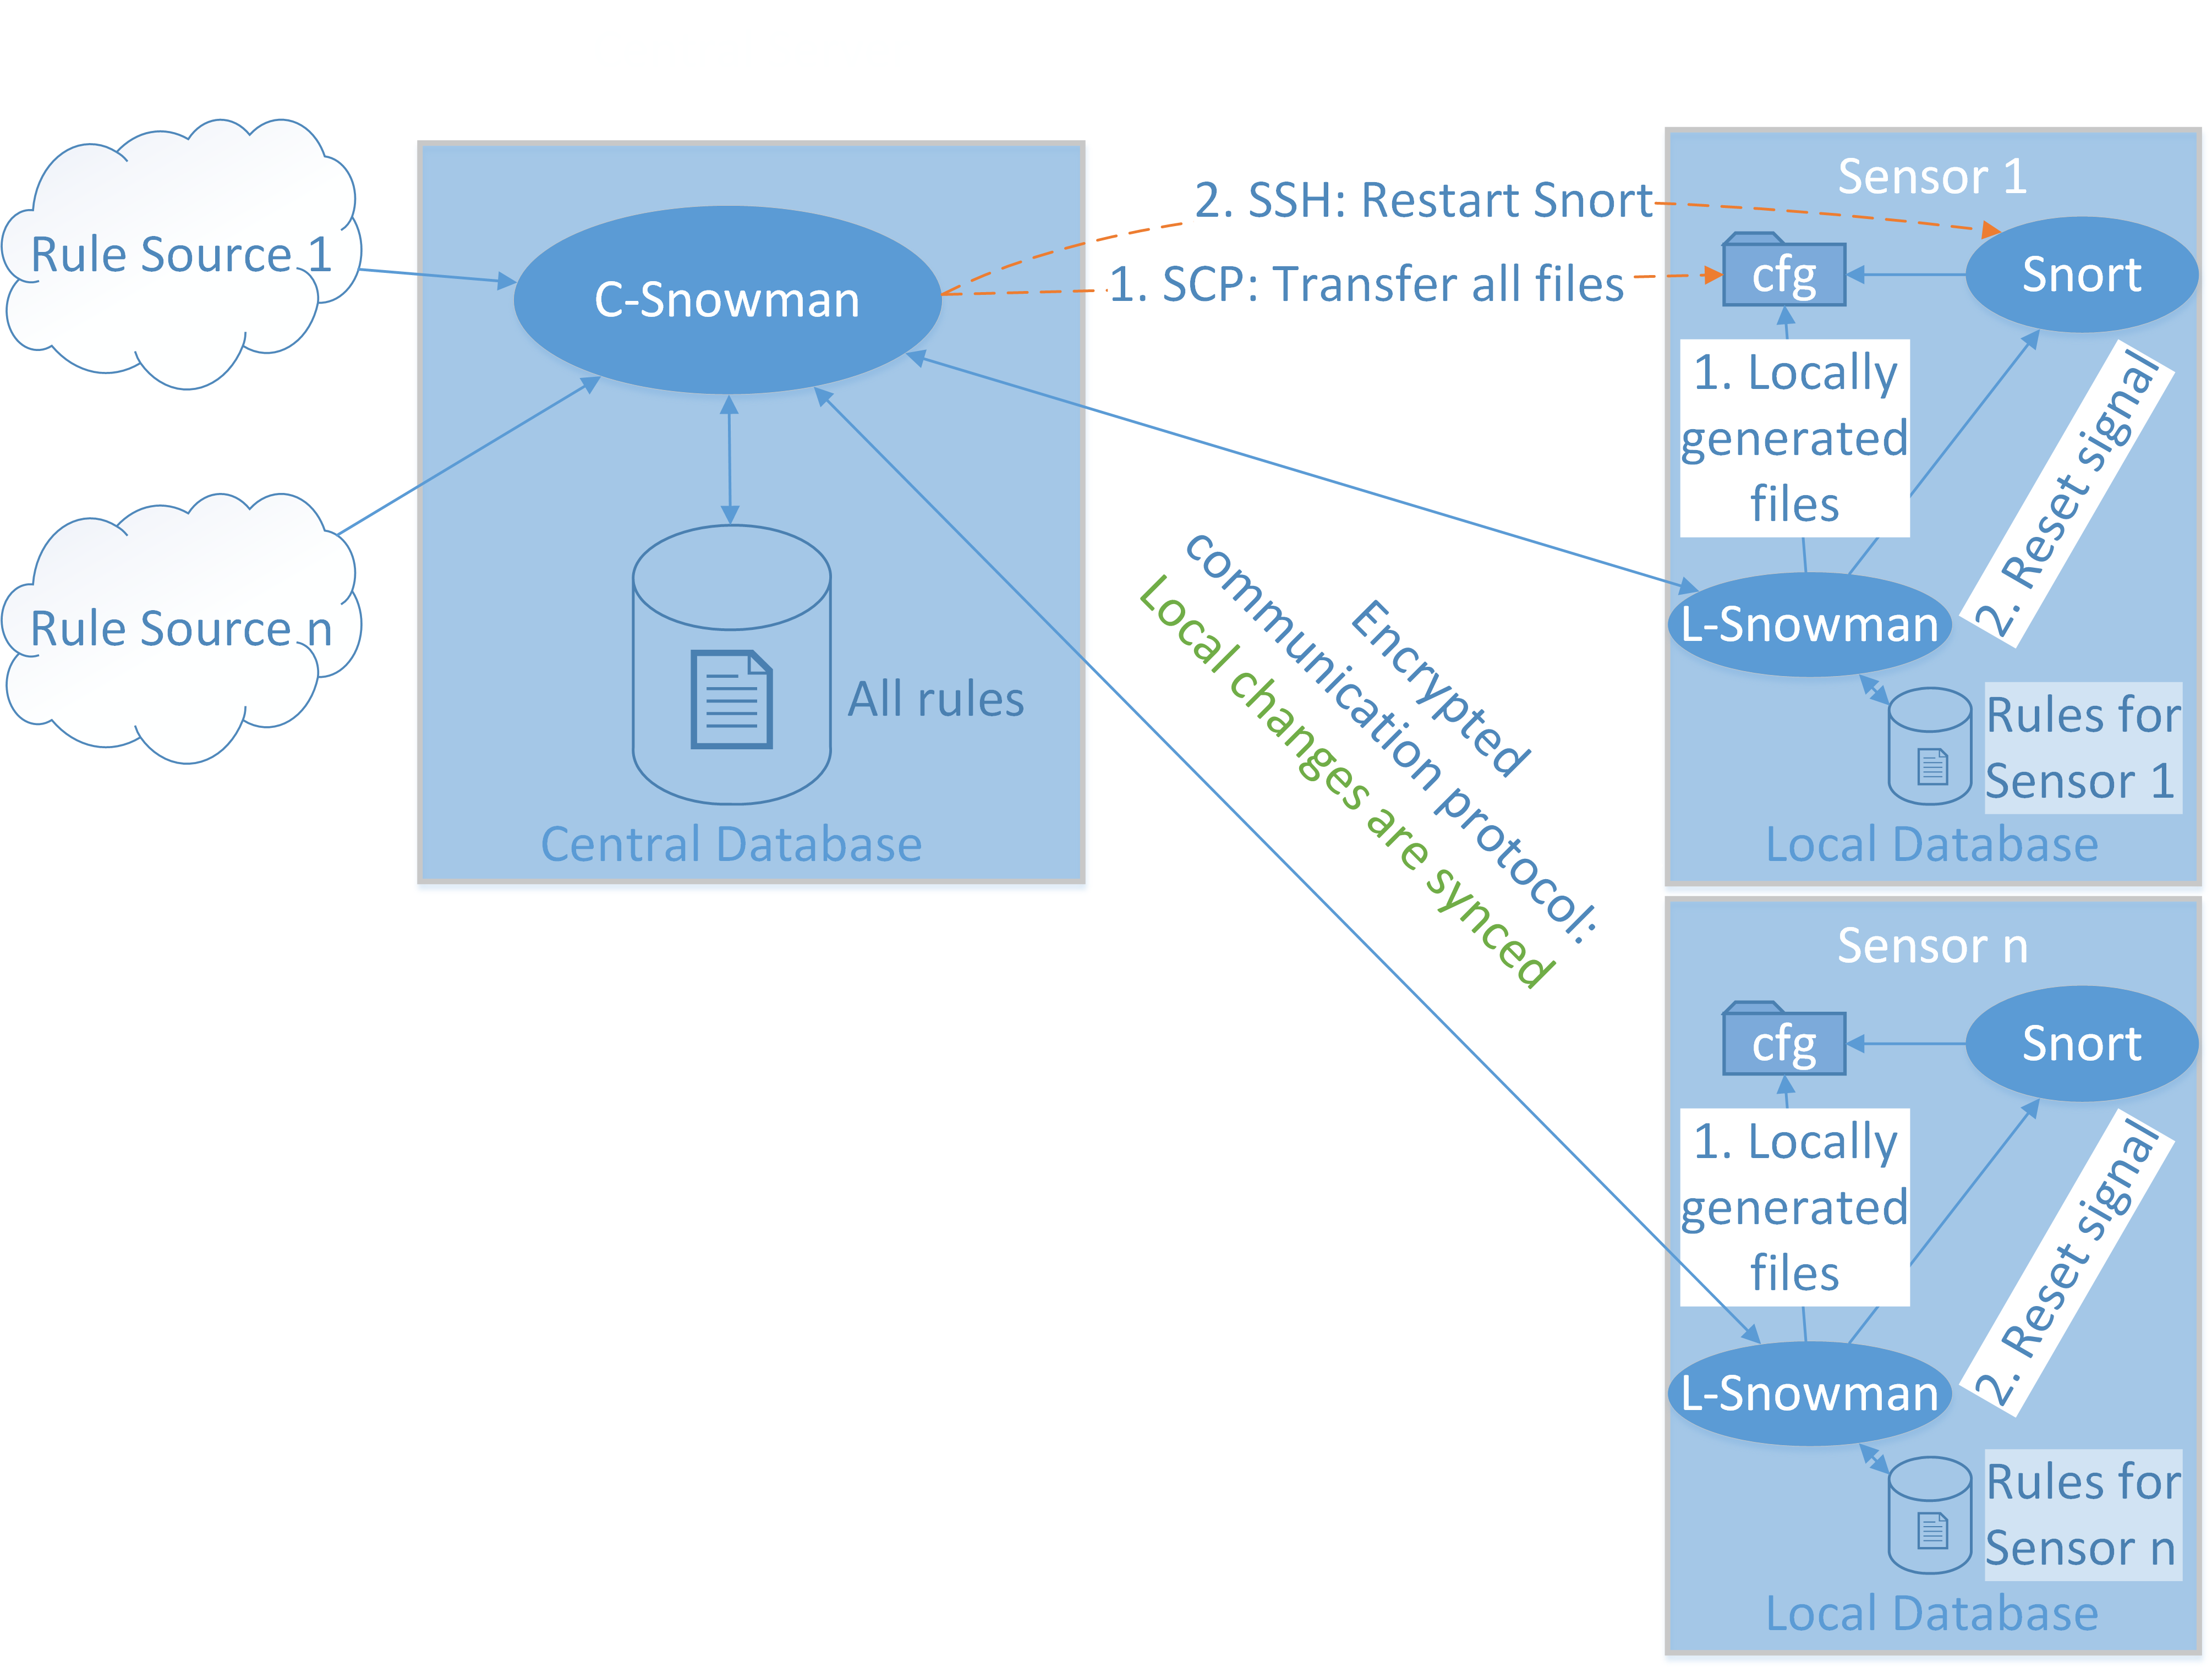 Rule Source 1
Rule Source n
C-Snowman
All rules
Central Database
2. SSH: Restart Snort
1. SCP: Transfer all files
Encrypted
communication protocol:
Local changes are synced
Sensor 1
cfg
Snort
1. Locally
generated
files
2. Reset signal
L-Snowman
Rules for
Sensor 1
Local Database
Sensor n
cfg
Snort
1. Locally
generated
files
2. Reset signal
L-Snowman
Rules for
Sensor n
Local Database